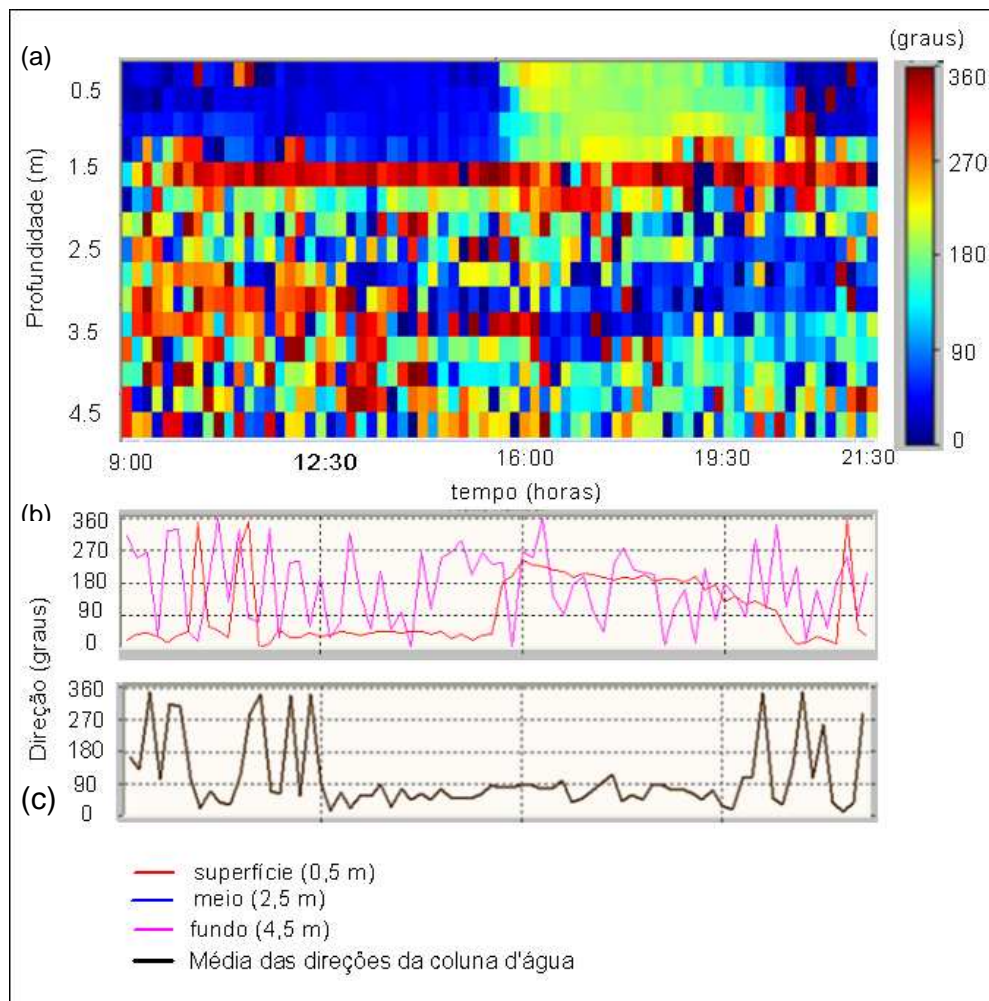 (a)
(graus)
0.5
1.5
2.5
3.5
4.5
Profundidade (m)
360
270
180
90
0
9:00
12:30
16:00
19:30
21:30
tempo (horas)
(b)
360
270
180
90
0
Direção (graus)
360
270
180
90
0
(c)
superfície (0,5 m)
meio (2,5 m)
fundo (4,5 m)
Média das direções da coluna d'água